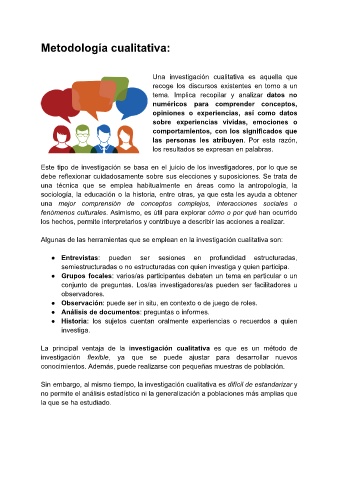 Metodología cualitativa:
Una investigación cualitativa es aquella que
recoge los discursos existentes en torno a un
tema. Implica recopilar y analizar datos no
numéricos para comprender conceptos,
opiniones o experiencias, así como datos
sobre experiencias vividas, emociones o
comportamientos, con los significados que
las personas les atribuyen. Por esta razón,
los resultados se expresan en palabras.
Este tipo de investigación se basa en el juicio de los investigadores, por lo que se
debe reflexionar cuidadosamente sobre sus elecciones y suposiciones. Se trata de
una técnica que se emplea habitualmente en áreas como la antropología, la
sociología, la educación o la historia, entre otras, ya que esta les ayuda a obtener
una mejor comprensión de conceptos complejos, interacciones sociales o
fenómenos culturales. Asimismo, es útil para explorar cómo o por qué han ocurrido
los hechos, permite interpretarlos y contribuye a describir las acciones a realizar.
Algunas de las herramientas que se emplean en la investigación cualitativa son:
● Entrevistas: pueden ser sesiones en profundidad estructuradas,
semiestructuradas o no estructuradas con quien investiga y quien participa.
● Grupos focales: varios/as participantes debaten un tema en particular o un
conjunto de preguntas. Los/as investigadores/as pueden ser facilitadores u
observadores.
● Observación: puede ser in situ, en contexto o de juego de roles.
● Análisis de documentos: preguntas o informes.
● Historia: los sujetos cuentan oralmente experiencias o recuerdos a quien
investiga.
La principal ventaja de la investigación cualitativa es que es un método de
investigación flexible, ya que se puede ajustar para desarrollar nuevos
conocimientos. Además, puede realizarse con pequeñas muestras de población.
Sin embargo, al mismo tiempo, la investigación cualitativa es difícil de estandarizar y
no permite el análisis estadístico ni la generalización a poblaciones más amplias que
la que se ha estudiado.